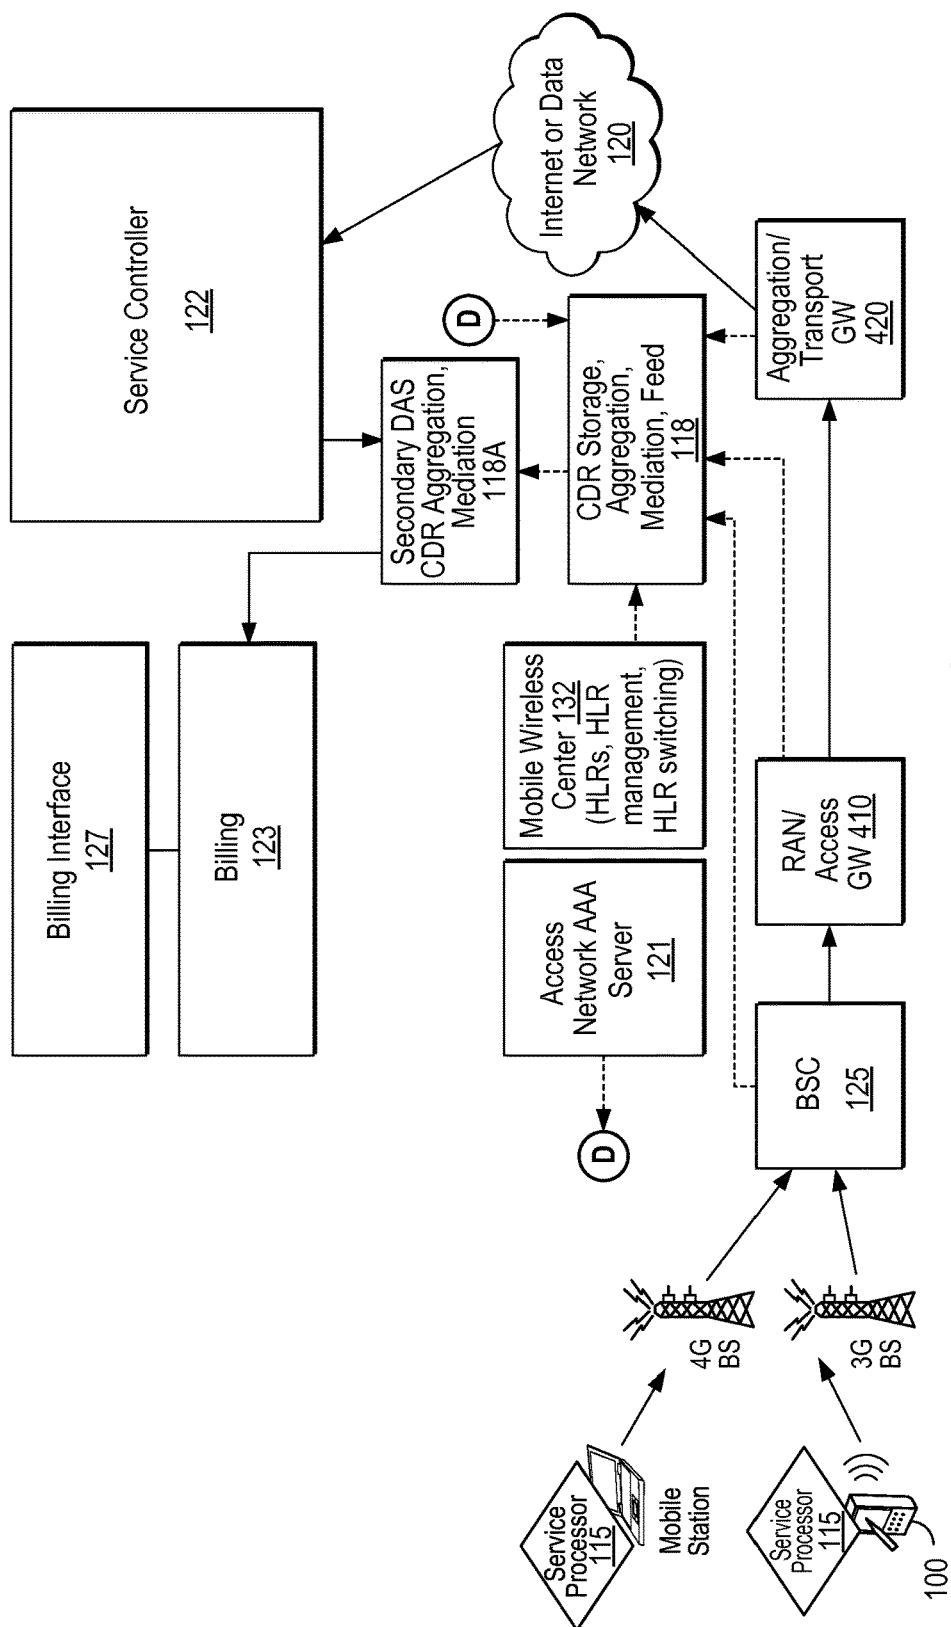 Billing Interface
127
Billing
123
Service Controller
122
Secondary DAS
CDR Aggregation,
Mediation
118A
D
Access
Network AAA
Server
121
D
Mobile Wireless
Center 132
(HLRs, HLR
management,
HLR switching)
CDR Storage,
Aggregation,
Mediation, Feed
118
Internet or Data
Network
120
Service
Processor
115
Mobile
Station
4G
BS
Service
Processor
115
100
3G
BS
BSC
125
RAN/
Access
GW 410
Aggregation/
Transport
GW
420